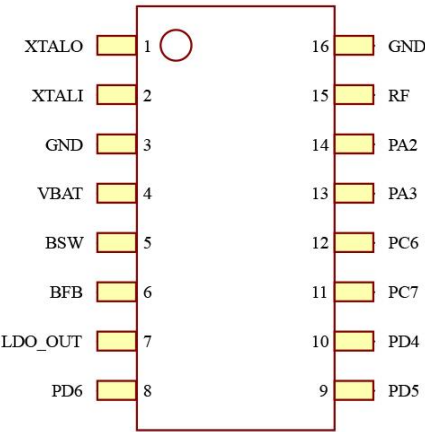 XTALO 1 16 GND
XTALI 2 15 RF
GND 3 14 PA2
VBAT 4 13 PA3
BSW 5 12 PC6
BFB 6 11 PC7
LDO_OUT 7 10 PD4
PD6 8 9 PD5